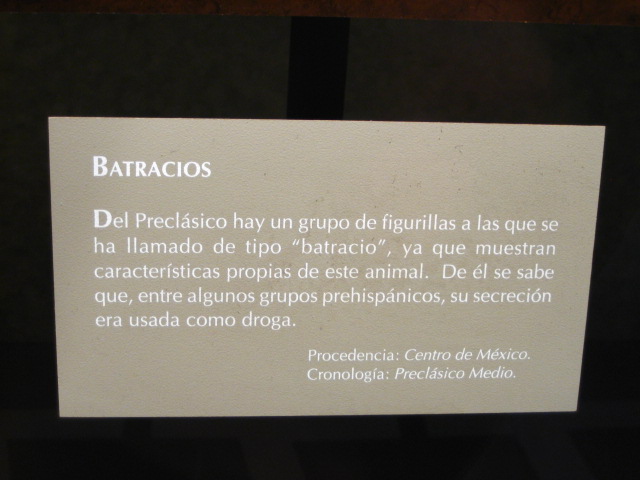 BATRACIOS
Del Preclásico hay un grupo de figurillas a las que se
ha llamado de tipo “batracio”, ya que muestran
características propias de este animal. De él se sabe
que, entre algunos grupos prehispánicos, su secreción
era usada como droga.
Procedencia: Centro de México.
Cronología: Preclásico Medio.